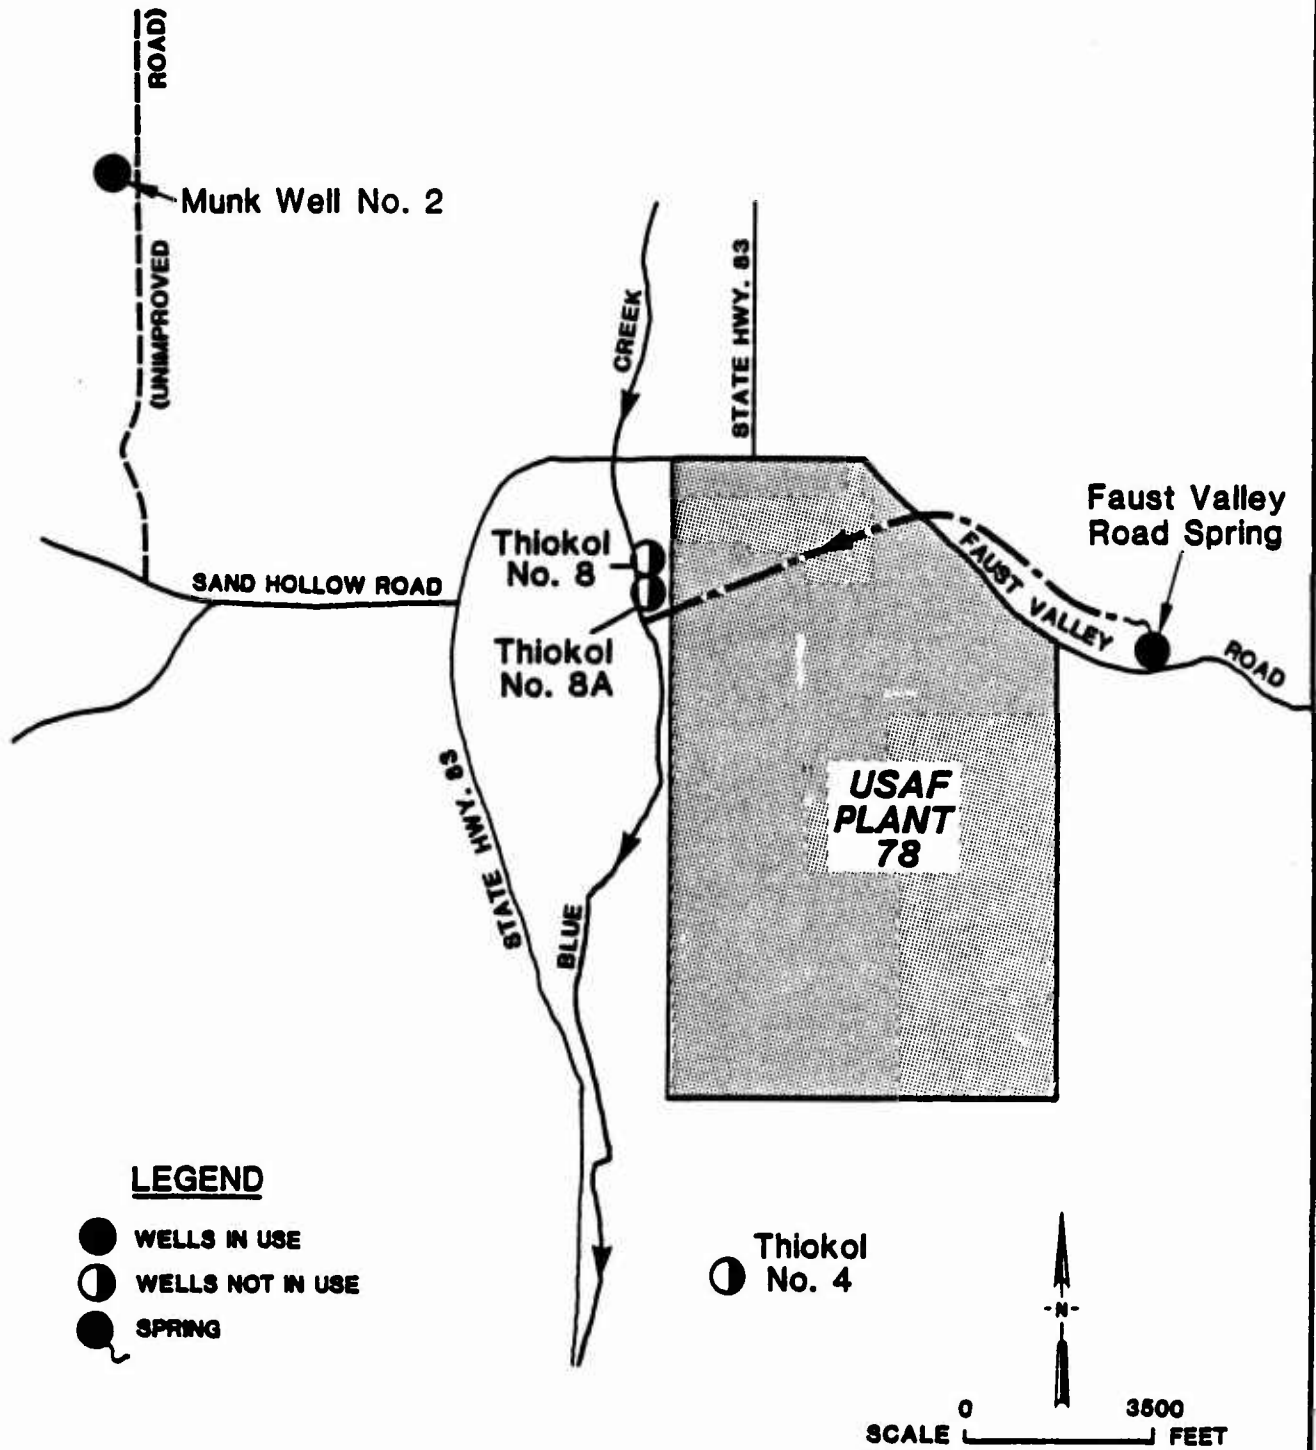 ROAD)
(UNIMPROVED
Munk Well No. 2
CREEK
STATE HWY. 83
Faust Valley
Road Spring
Thiokol
No. 8
FAUST VALLEY ROAD
SAND HOLLOW ROAD
Thiokol
No. 8A
STATE HWY. 83
USAF
PLANT
78
BLUE
LEGEND
WELLS IN USE
WELLS NOT IN USE
SPRING
Thiokol
No. 4
-N-
0 3500
SCALE FEET